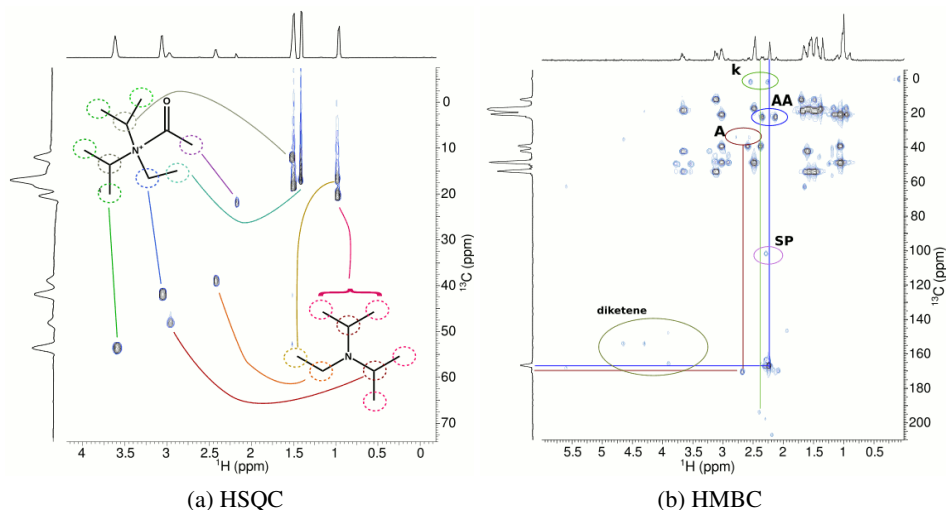 0
10
20
30
40
50
60
70
¹³C (ppm)
4
3.5
3
2.5
2
1.5
1
0.5
0
¹H (ppm)
O
N⁺
N
(a) HSQC
k
AA
A
SP
diketene
0
20
40
60
80
100
120
140
160
180
200
¹³C (ppm)
5.5
5
4.5
4
3.5
3
2.5
2
1.5
1
0.5
0
¹H (ppm)
(b) HMBC